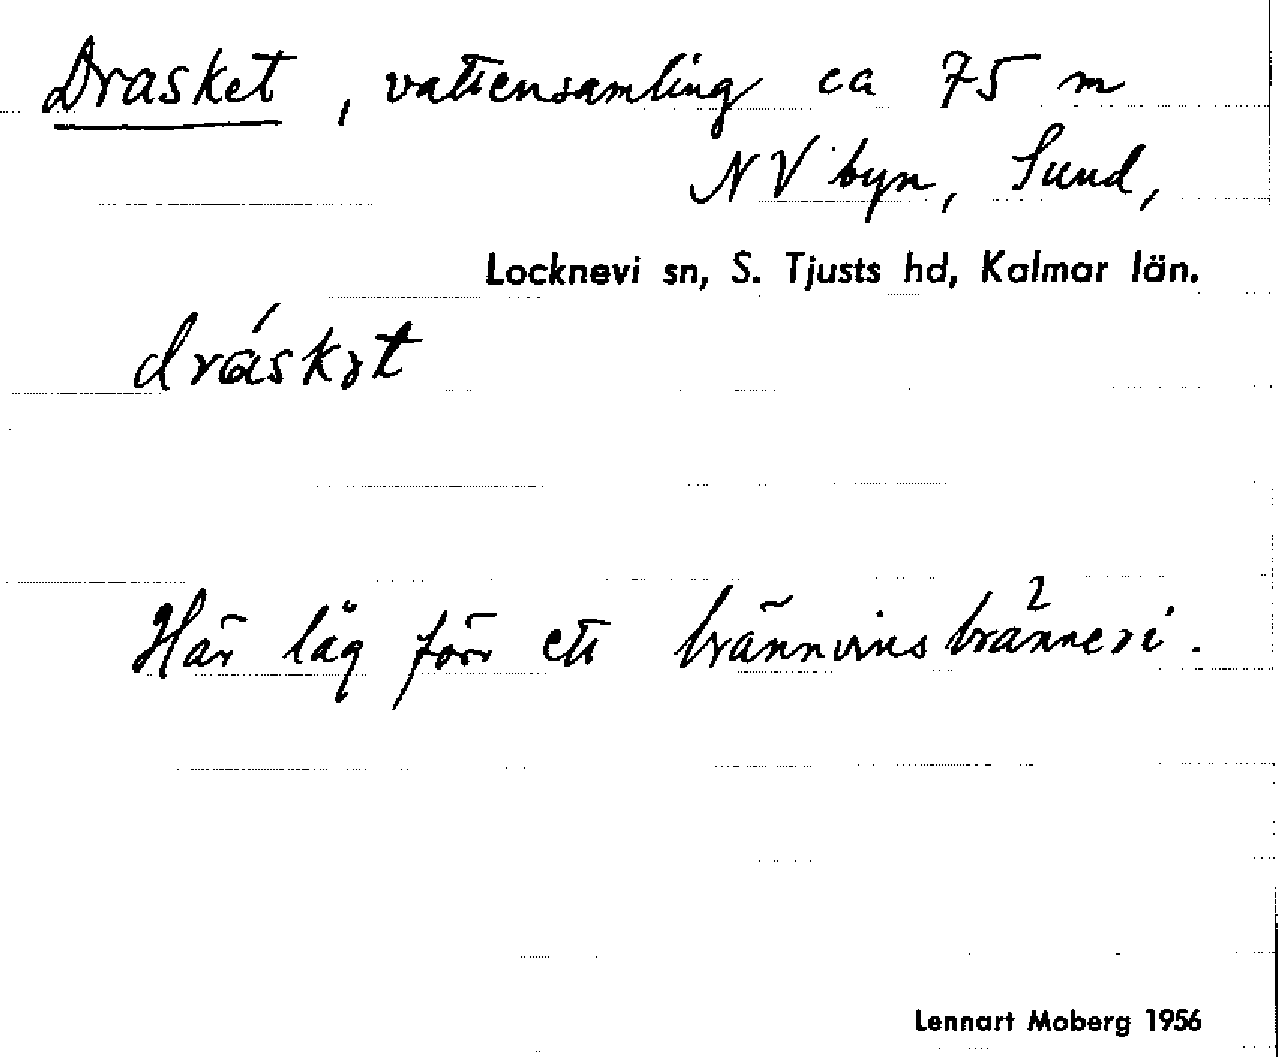 Drasket, vattensamling ca 75 m
NV byn, Sund,
Locknevi sn, S. Tjusts hd, Kalmar län.
dráskət
Här låg förr ett brännvinsbränneri.
Lennart Moberg 1956